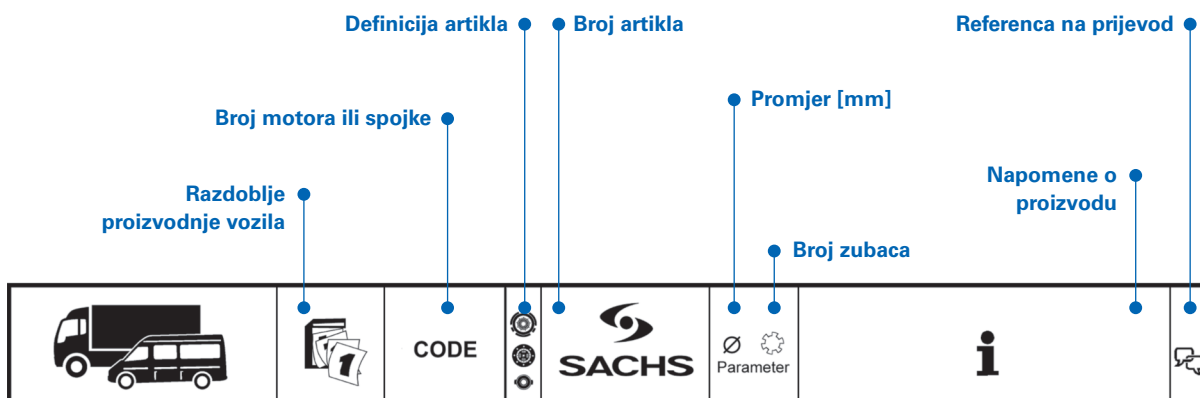 Definicija artikla
Broj artikla
Referenca na prijevod
Promjer [mm]
Broj motora ili spojke
Napomene o
proizvodu
Razdoblje
proizvodnje vozila
Broj zubaca
1
CODE
SACHS
Ø
Parameter
i